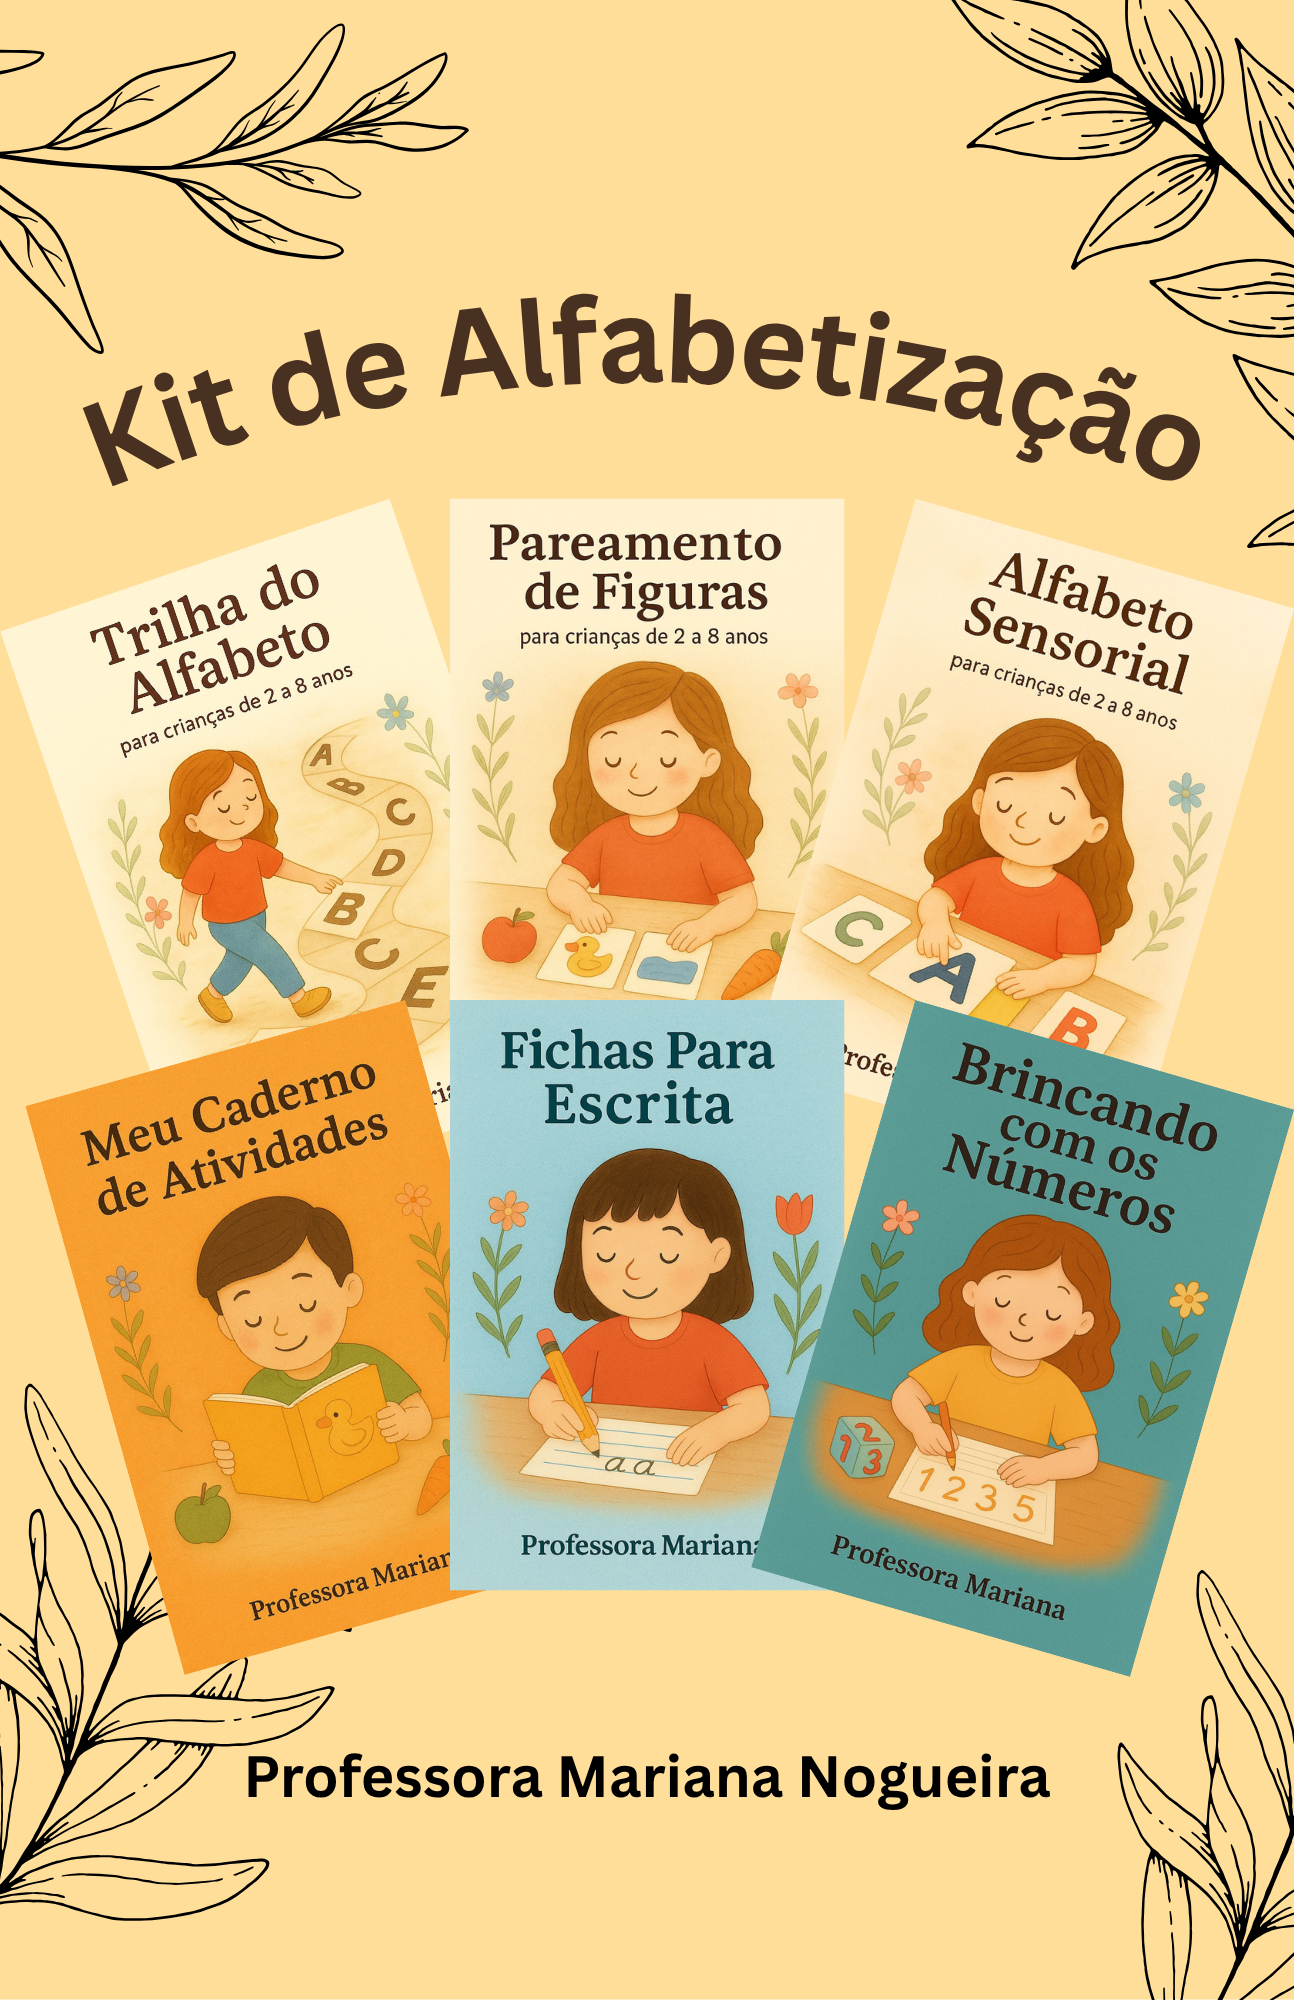 Kit de Alfabetização
Trilha do
Alfabeto
para crianças de 2 a 8 anos
A
B
C
D
B
C
E
Pareamento
de Figuras
para crianças de 2 a 8 anos
Alfabeto
Sensorial
para crianças de 2 a 8 anos
C
A
B
Meu Caderno
de Atividades
Professora Marian
Fichas Para
Escrita
a a
Professora Mariana
Brincando
com os
Números
2
1 3
1 2 3 5
Professora Mariana
Professora Mariana Nogueira